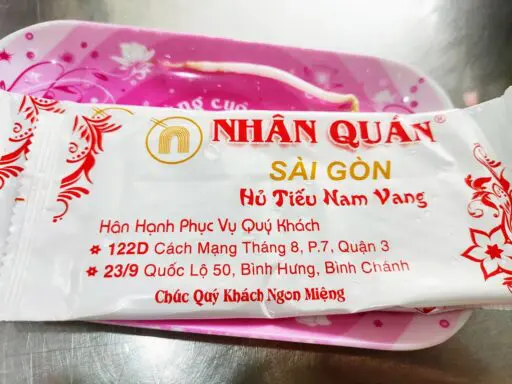 NHÂN QUÁN®
SÀI GÒN
Hủ Tiếu Nam Vang
Hân Hạnh Phục Vụ Quý Khách
* 122D Cách Mạng Tháng 8, P.7, Quận 3
* 23/9 Quốc Lộ 50, Bình Hưng, Bình Chánh
Chúc Quý Khách Ngon Miệng